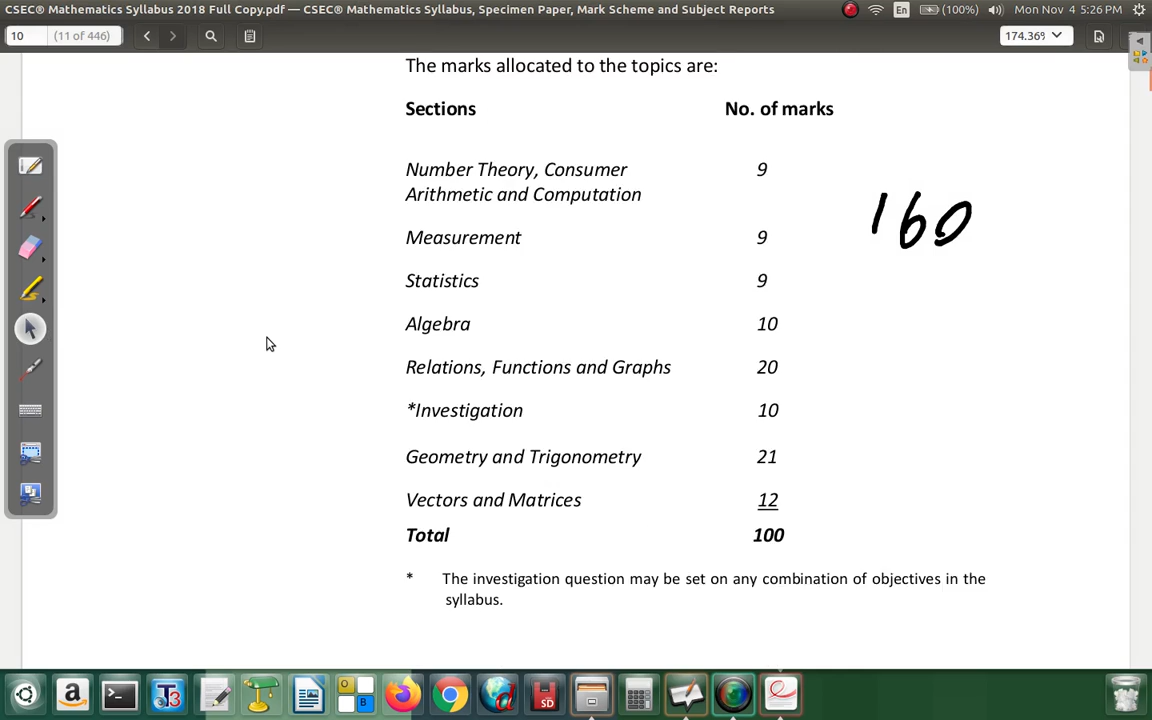 CSEC® Mathematics Syllabus 2018 Full Copy.pdf — CSEC® Mathematics Syllabus, Specimen Paper, Mark Scheme and Subject Reports En (100%) Mon Nov 4 5:26 PM
10 (11 of 446) 174.36%
The marks allocated to the topics are:
Sections No. of marks
Number Theory, Consumer 9
Arithmetic and Computation
160
Measurement 9
Statistics 9
Algebra 10
Relations, Functions and Graphs 20
*Investigation 10
Geometry and Trigonometry 21
Vectors and Matrices 12
Total 100
* The investigation question may be set on any combination of objectives in the
syllabus.